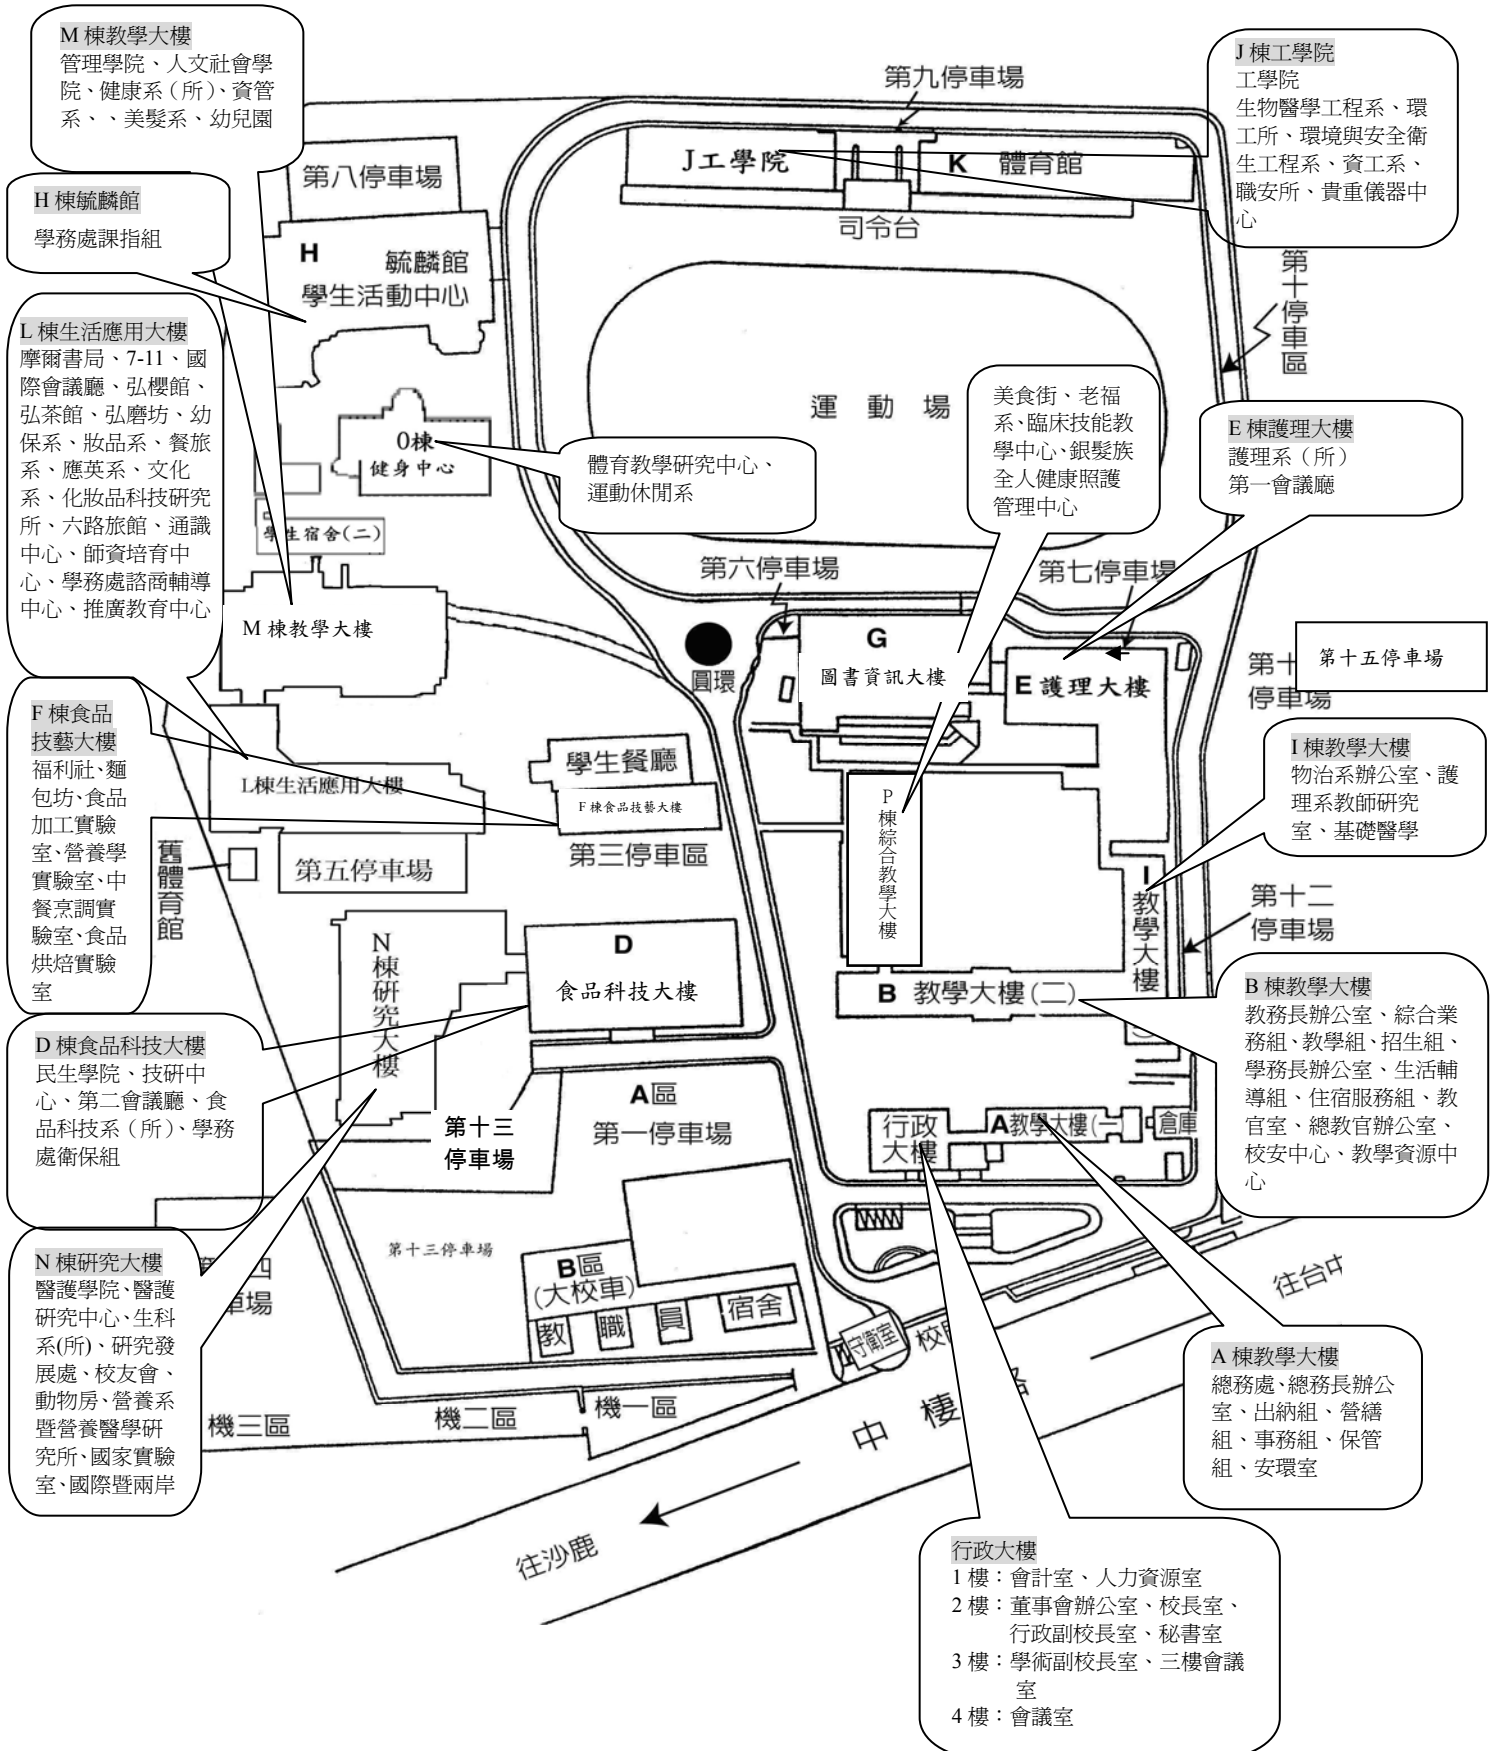 M 棟教學大樓
管理學院、人文社會學
院、健康系（所）、資管
系、、美髮系、幼兒園
J 棟工學院
工學院
生物醫學工程系、環
工所、環境與安全衛
生工程系、資工系、
職安所、貴重儀器中
心
第九停車場
J工學院
K 體育館
司令台
第八停車場
H 棟毓麟館
學務處課指組
H 毓麟館
學生活動中心
第十停車區
L 棟生活應用大樓
摩爾書局、7-11、國
際會議廳、弘櫻館、
弘茶館、弘磨坊、幼
保系、妝品系、餐旅
系、應英系、文化
系、化妝品科技研究
所、六路旅館、通識
中心、師資培育中
心、學務處諮商輔導
中心、推廣教育中心
運 動 場
美食街、老福
系、臨床技能教
學中心、銀髮族
全人健康照護
管理中心
E 棟護理大樓
護理系（所）
第一會議廳
O棟
健身中心
體育教學研究中心、
運動休閒系
學生宿舍(二)
第六停車場
第七停車場
M 棟教學大樓
圓環
G
圖書資訊大樓
E 護理大樓
第十
停車場
第十五停車場
F 棟食品
技藝大樓
福利社、麵
包坊、食品
加工實驗
室、營養學
實驗室、中
餐烹調實
驗室、食品
烘焙實驗
室
L棟生活應用大樓
學生餐廳
F 棟食品技藝大樓
第三停車區
P棟綜合教學大樓
I 棟教學大樓
物治系辦公室、護
理系教師研究
室、基礎醫學
舊體育館
第五停車場
I教學大樓
第十二
停車場
N棟研究大樓
D
食品科技大樓
B 教學大樓(二)
B 棟教學大樓
教務長辦公室、綜合業
務組、教學組、招生組、
學務長辦公室、生活輔
導組、住宿服務組、教
官室、總教官辦公室、
校安中心、教學資源中
心
D 棟食品科技大樓
民生學院、技研中
心、第二會議廳、食
品科技系（所）、學務
處衛保組
A區
第一停車場
第十三
停車場
行政
大樓
A教學大樓(一)
倉庫
N 棟研究大樓
醫護學院、醫護
研究中心、生科
系(所)、研究發
展處、校友會、
動物房、營養系
暨營養醫學研
究所、國家實驗
室、國際暨兩岸
四
車場
第十三停車場
B區
(大校車)
教 職 員 宿舍
守衛室
往台中
A 棟教學大樓
總務處、總務長辦公
室、出納組、營繕
組、事務組、保管
組、安環室
機三區
機二區
機一區
中 棲
往沙鹿
行政大樓
1 樓：會計室、人力資源室
2 樓：董事會辦公室、校長室、
行政副校長室、秘書室
3 樓：學術副校長室、三樓會議
室
4 樓：會議室